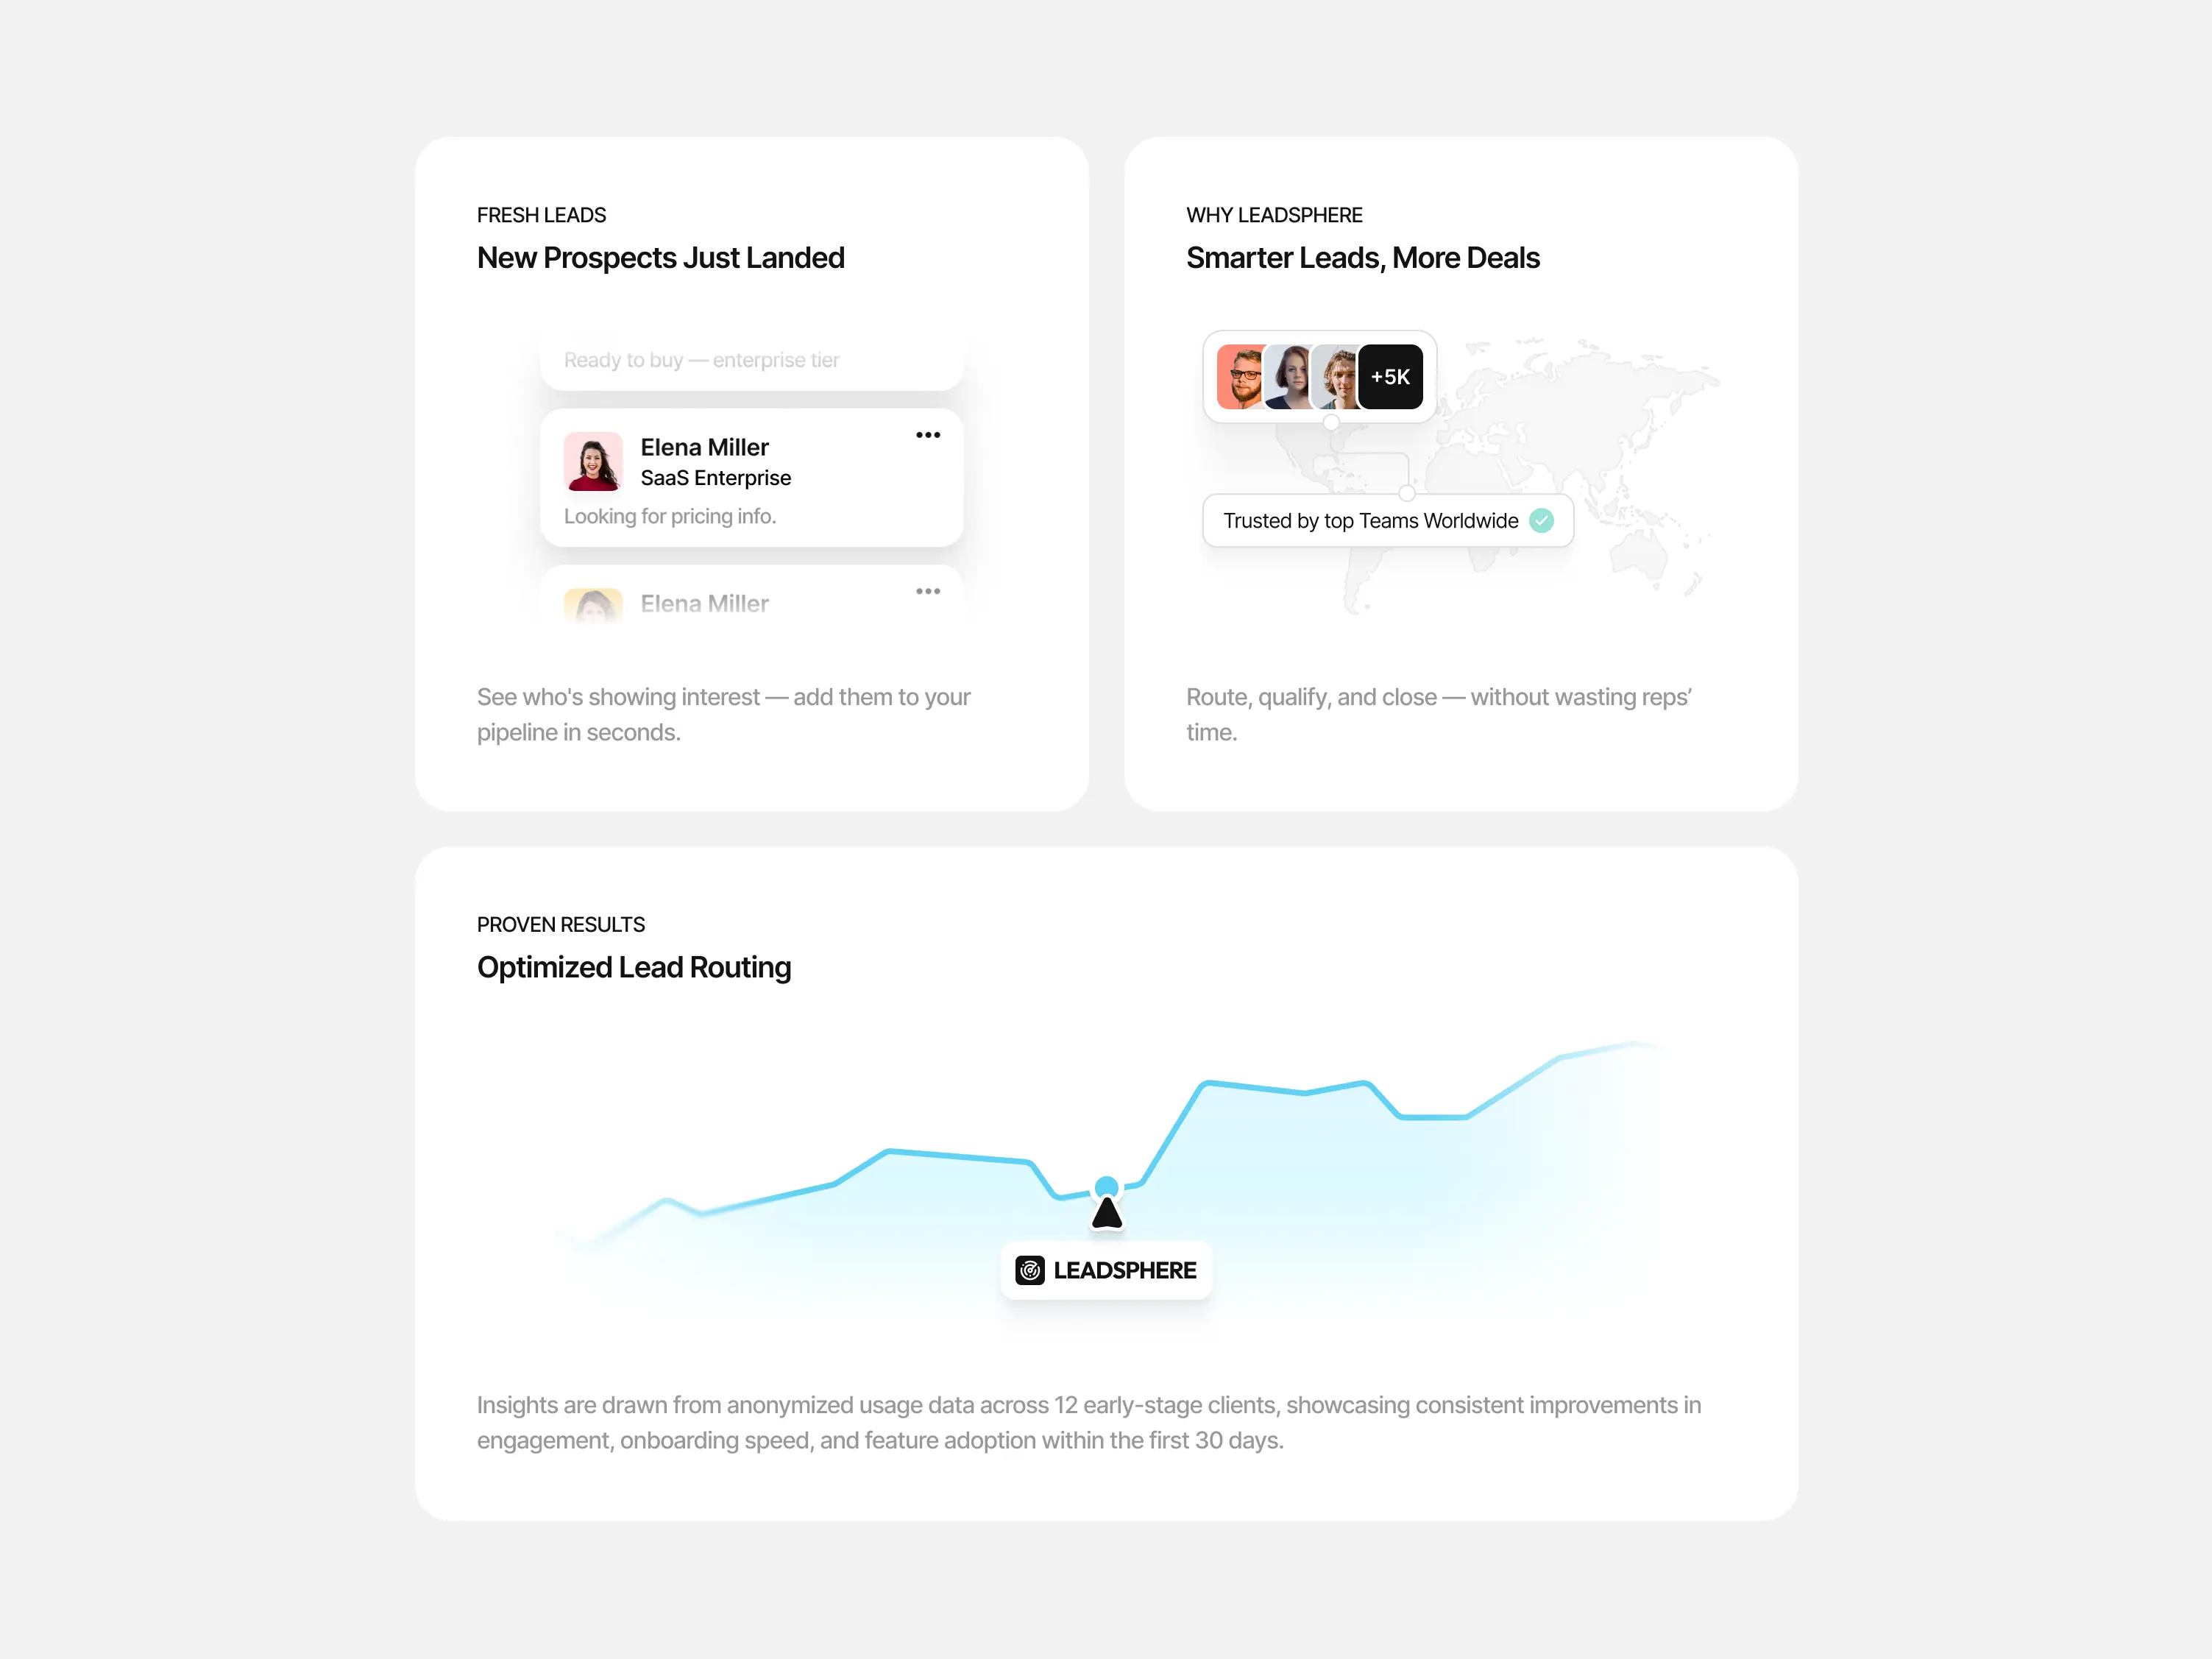 FRESH LEADS
New Prospects Just Landed
Ready to buy — enterprise tier
Elena Miller
SaaS Enterprise
Looking for pricing info.
Elena Miller
See who's showing interest — add them to your
pipeline in seconds.
WHY LEADSPHERE
Smarter Leads, More Deals
+5K
Trusted by top Teams Worldwide
Route, qualify, and close — without wasting reps’
time.
PROVEN RESULTS
Optimized Lead Routing
LEADSPHERE
Insights are drawn from anonymized usage data across 12 early-stage clients, showcasing consistent improvements in
engagement, onboarding speed, and feature adoption within the first 30 days.